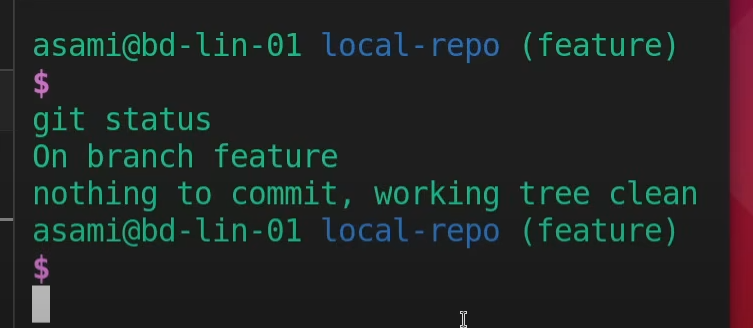 asami@bd-lin-01 local-repo (feature)
$
git status
On branch feature
nothing to commit, working tree clean
asami@bd-lin-01 local-repo (feature)
$